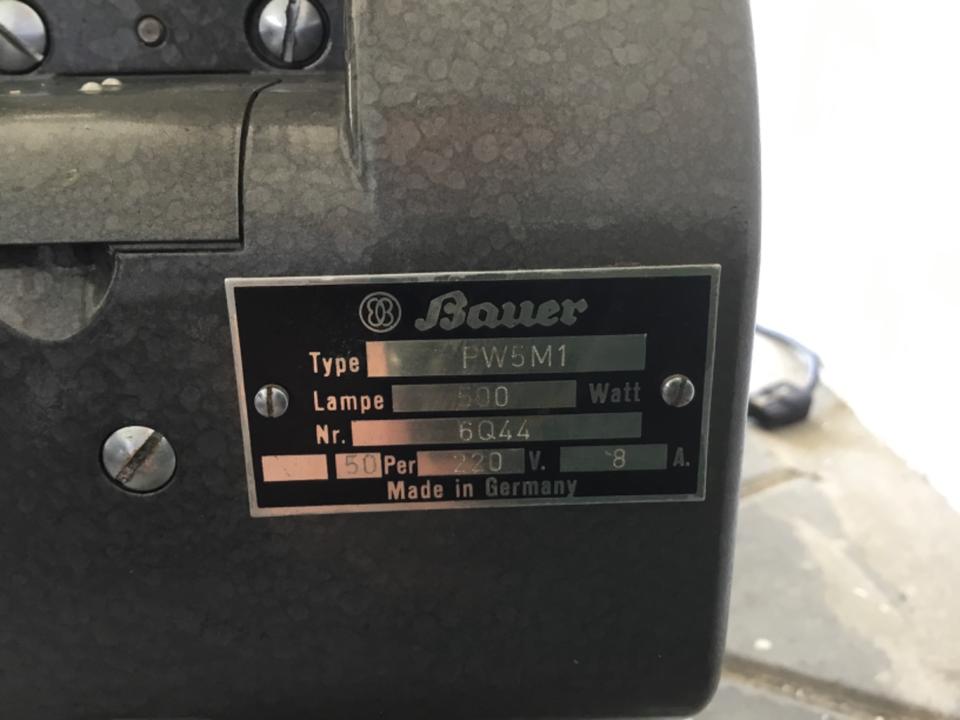 Bauer
Type PW5M1
Lampe 500 Watt
Nr. 6Q44
50 Per 220 V. 8 A.
Made in Germany